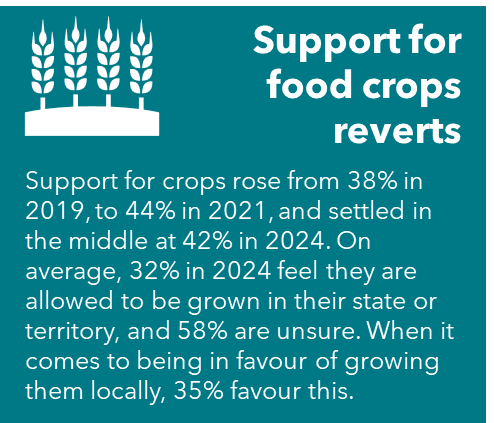 Support for
food crops
reverts
Support for crops rose from 38% in
2019, to 44% in 2021, and settled in
the middle at 42% in 2024. On
average, 32% in 2024 feel they are
allowed to be grown in their state or
territory, and 58% are unsure. When it
comes to being in favour of growing
them locally, 35% favour this.